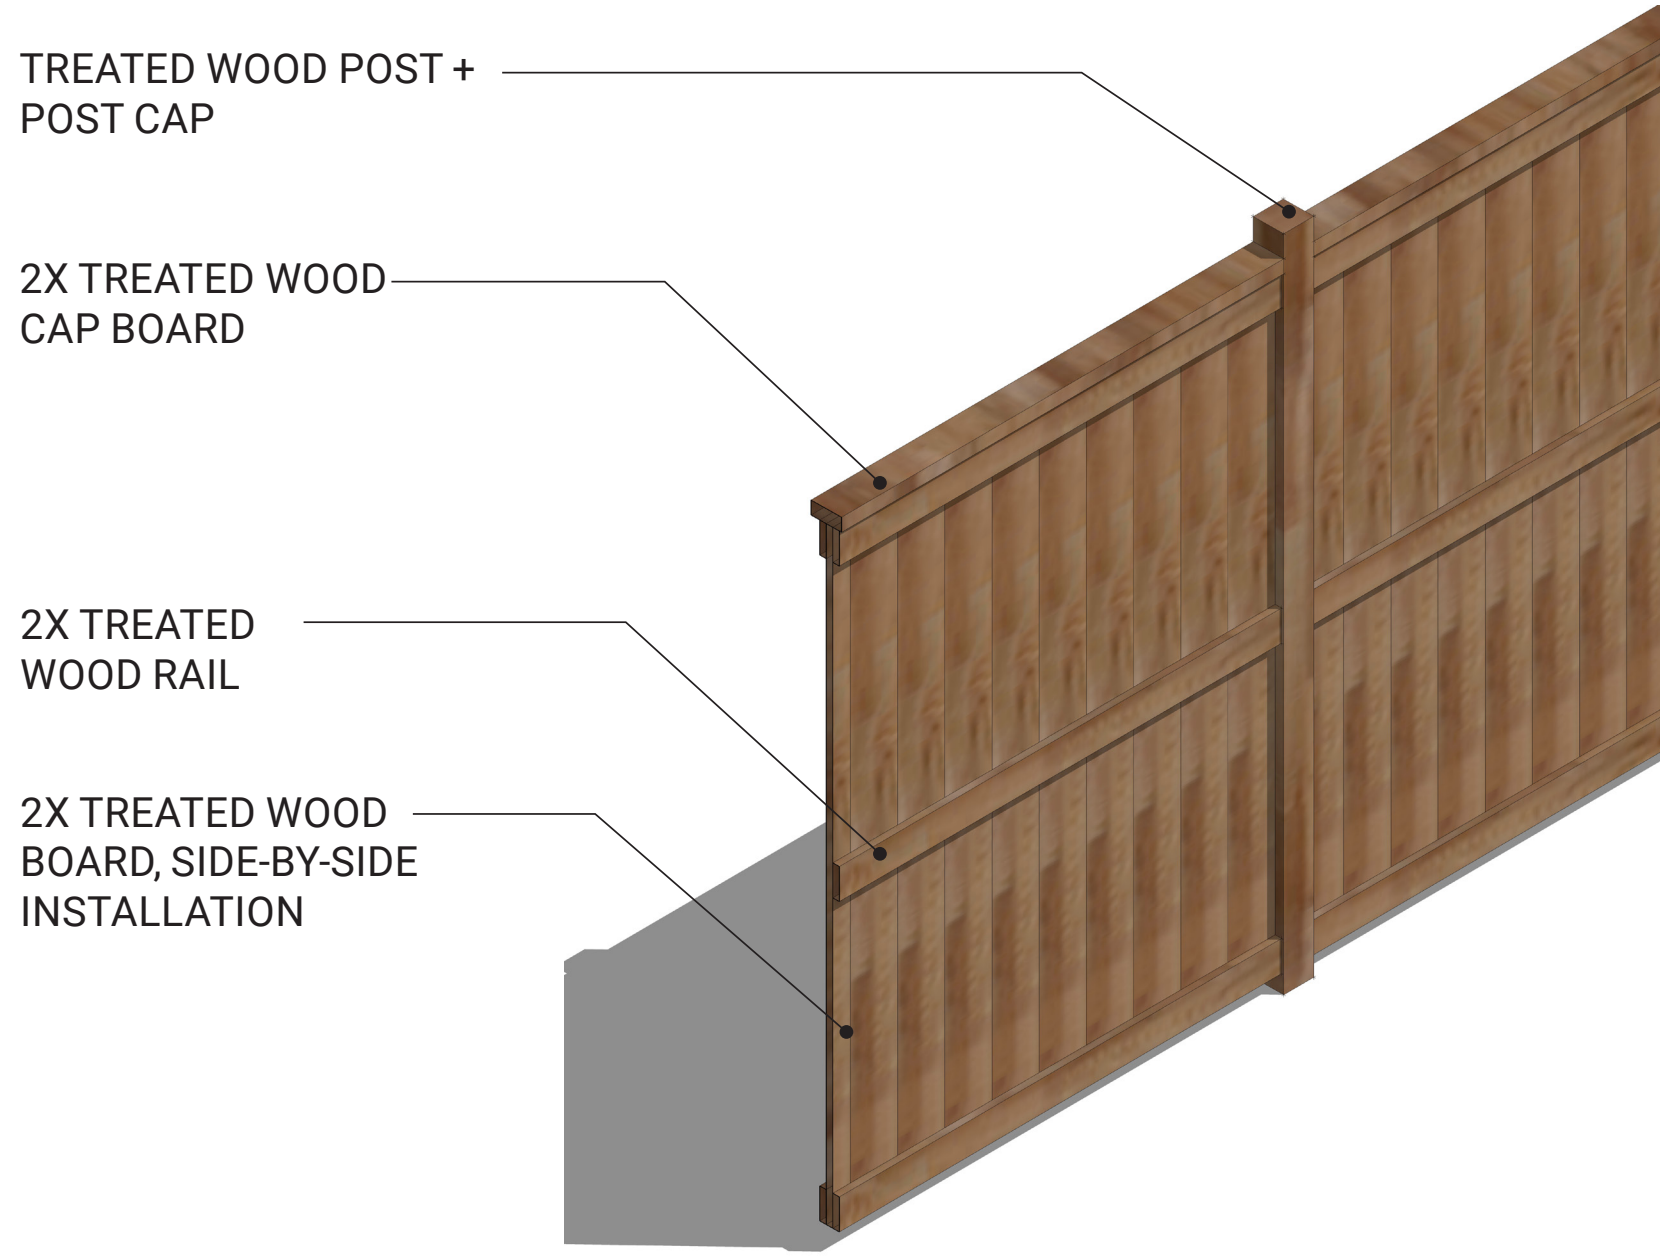 TREATED WOOD POST +
POST CAP
2X TREATED WOOD
CAP BOARD
2X TREATED
WOOD RAIL
2X TREATED WOOD
BOARD, SIDE-BY-SIDE
INSTALLATION